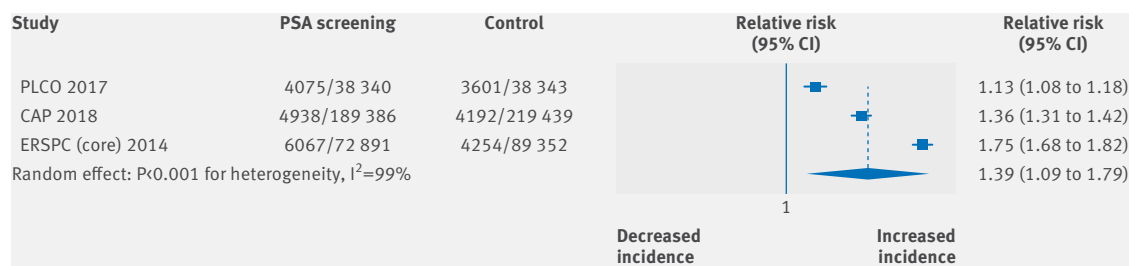 Study PSA screening Control Relative risk (95% CI) Relative risk (95% CI)
PLCO 2017 4075/38 340 3601/38 343 1.13 (1.08 to 1.18)
CAP 2018 4938/189 386 4192/219 439 1.36 (1.31 to 1.42)
ERSPC (core) 2014 6067/72 891 4254/89 352 1.75 (1.68 to 1.82)
Random effect: P<0.001 for heterogeneity, I²=99% 1.39 (1.09 to 1.79)
1
Decreased incidence Increased incidence